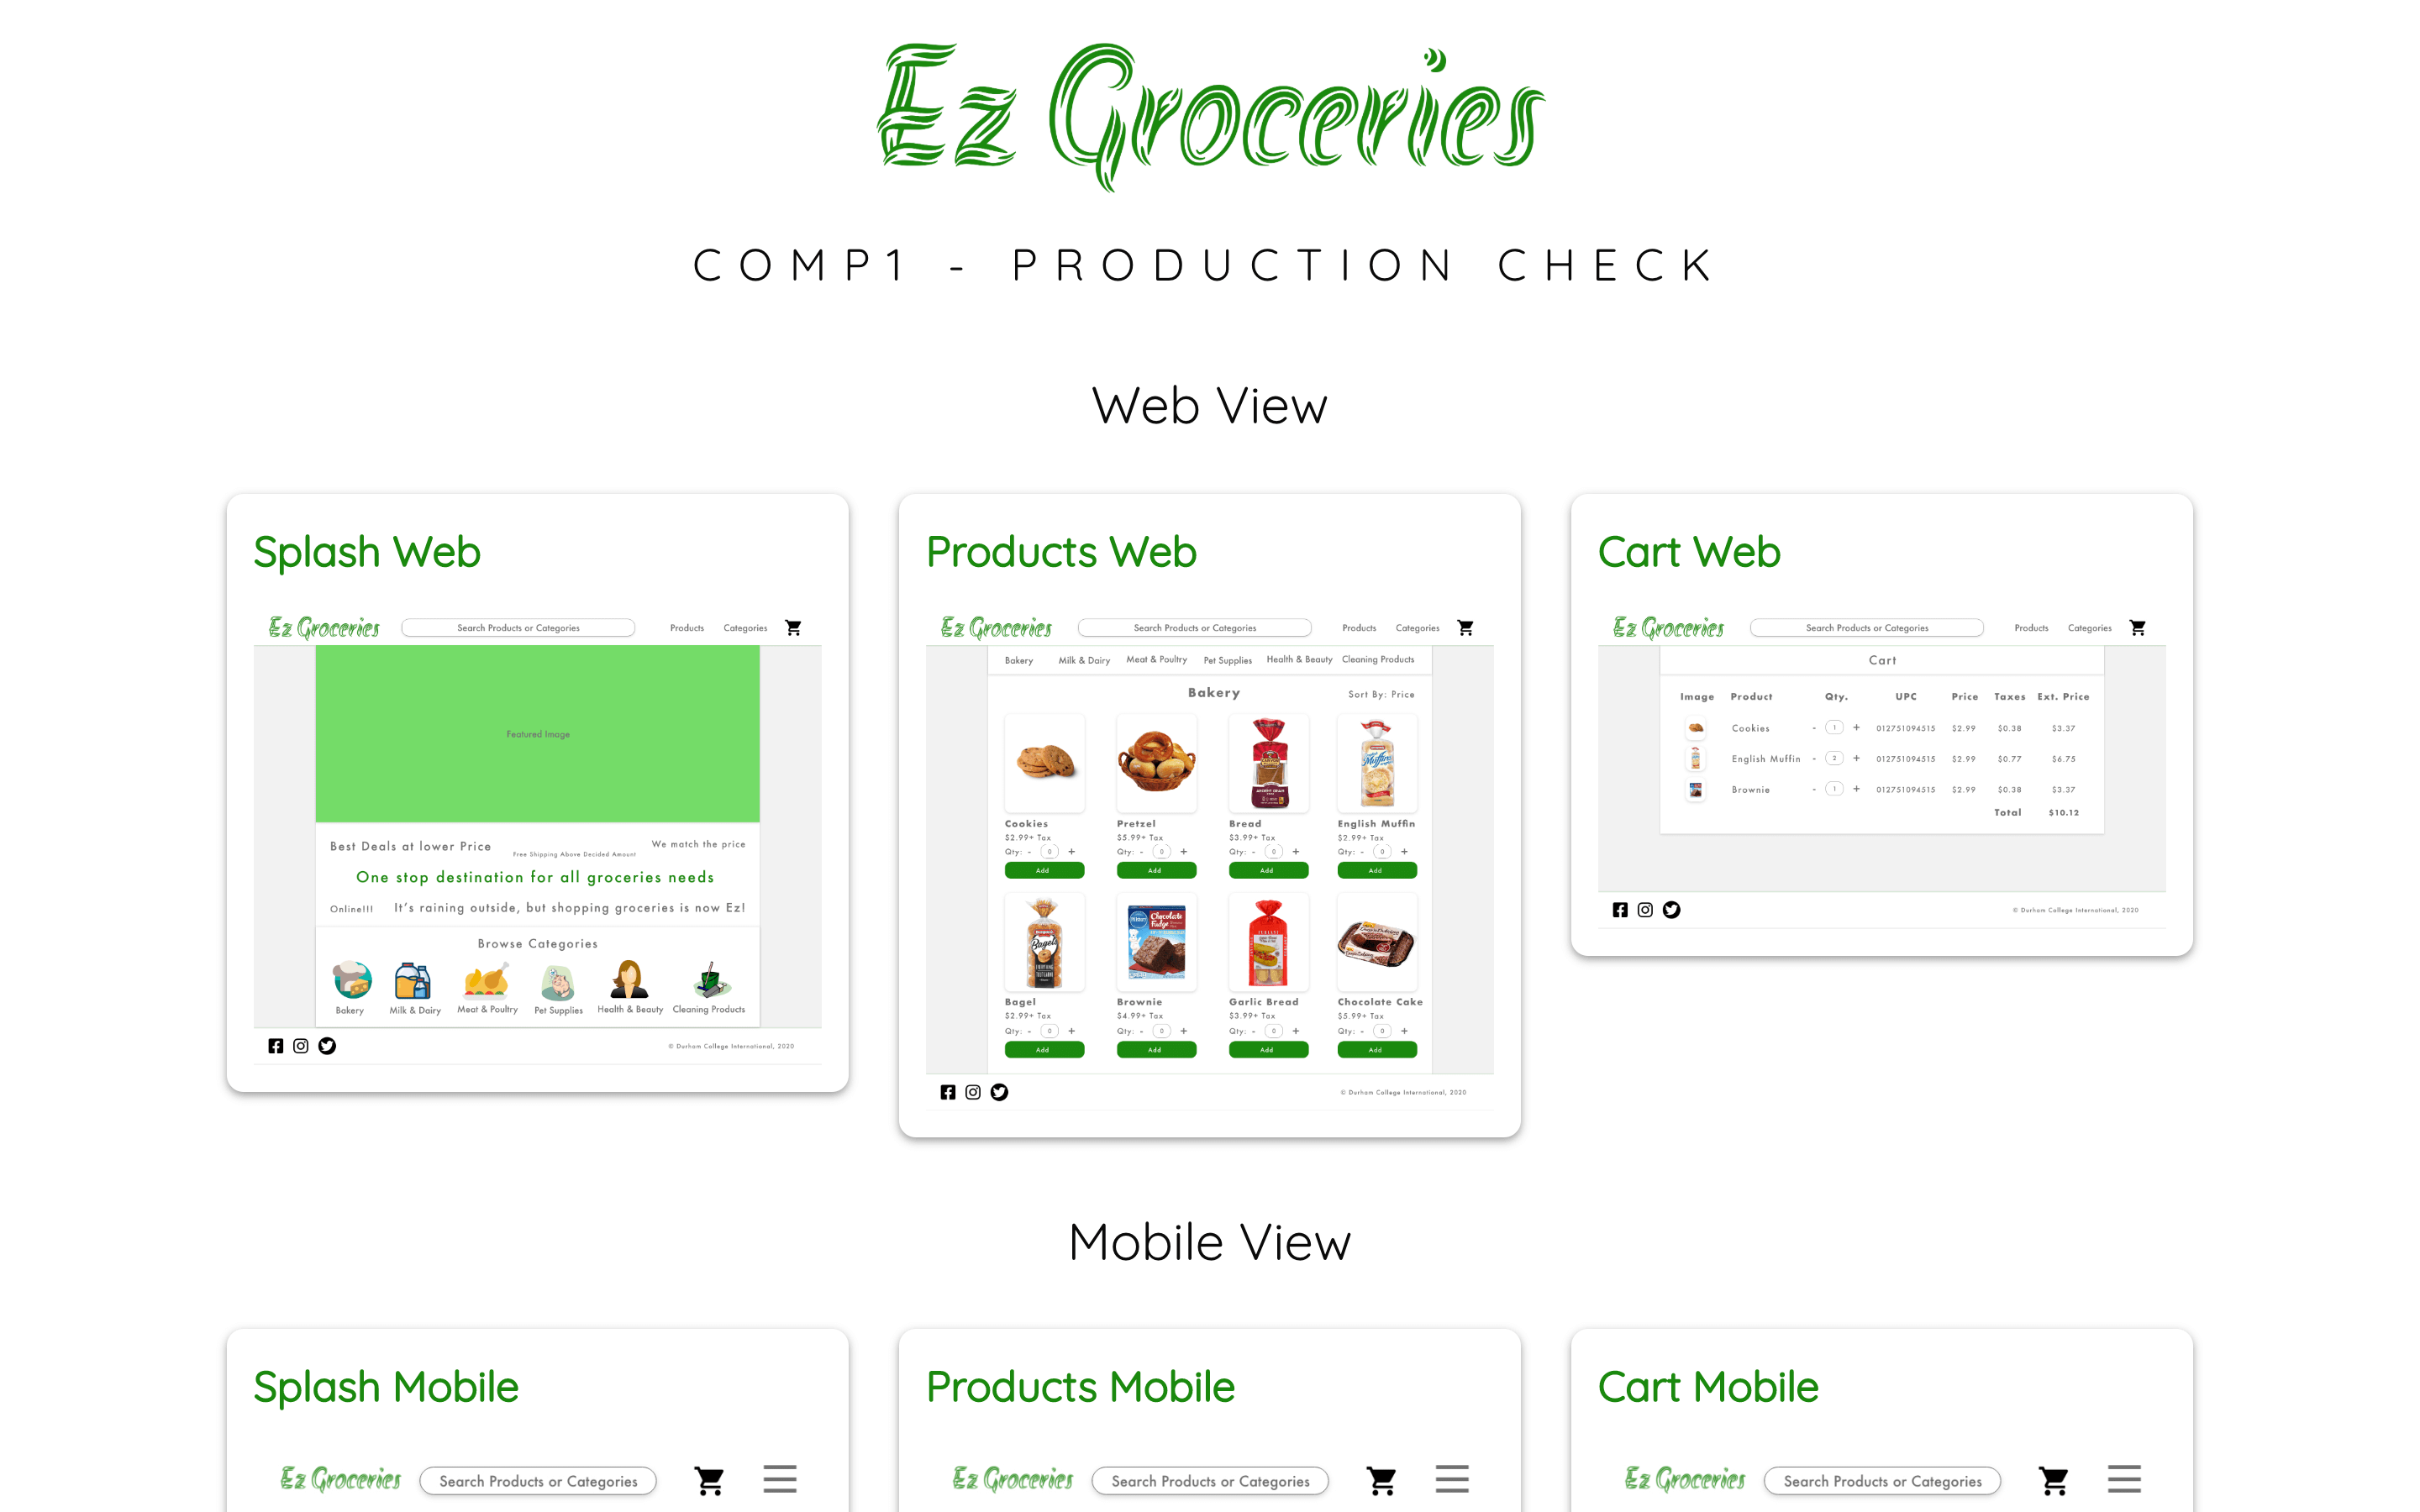 Ez Groceries
COMP1 - PRODUCTION CHECK
Web View
Splash Web
Ez Groceries
Search Products or Categories
Products
Categories
Featured Image
Best Deals at lower Price
Free Shipping Above Decided Amount
We match the price
One stop destination for all groceries needs
Online!!!
It's raining outside, but shopping groceries is now Ez!
Browse Categories
Bakery
Milk & Dairy
Meat & Poultry
Pet Supplies
Health & Beauty
Cleaning Products
© Durham College International, 2020
Products Web
Ez Groceries
Search Products or Categories
Products
Categories
Bakery
Milk & Dairy
Meat & Poultry
Pet Supplies
Health & Beauty
Cleaning Products
Bakery
Sort By: Price
Muffins
Cookies
$2.99+ Tax
Qty: - 0 +
Add
Pretzel
$5.99+ Tax
Qty: - 0 +
Add
Bread
$3.99+ Tax
Qty: - 0 +
Add
English Muffin
$2.99+ Tax
Qty: - 0 +
Add
Bagels
Pillsbury
Chocolate
Fudge
Bagel
$2.99+ Tax
Qty: - 0 +
Add
Brownie
$4.99+ Tax
Qty: - 0 +
Add
Garlic Bread
$3.99+ Tax
Qty: - 0 +
Add
Chocolate Cake
$5.99+ Tax
Qty: - 0 +
Add
© Durham College International, 2020
Cart Web
Ez Groceries
Search Products or Categories
Products
Categories
Cart
Image Product Qty. UPC Price Taxes Ext. Price
Cookies - 1 + 012751094515 $2.99 $0.38 $3.37
English Muffin - 2 + 012751094515 $2.99 $0.77 $6.75
Brownie - 1 + 012751094515 $2.99 $0.38 $3.37
Total $10.12
© Durham College International, 2020
Mobile View
Splash Mobile
Ez Groceries
Search Products or Categories
Products Mobile
Ez Groceries
Search Products or Categories
Cart Mobile
Ez Groceries
Search Products or Categories